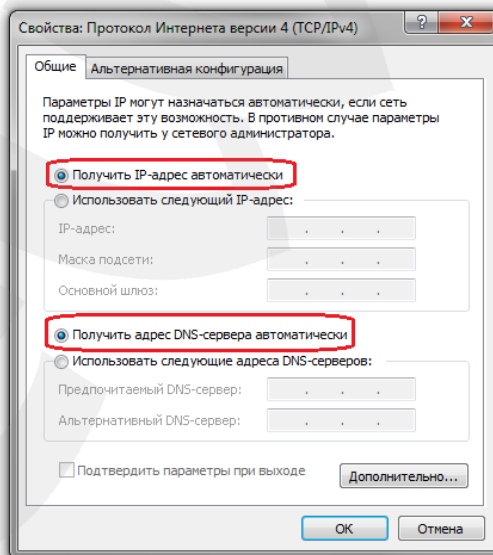 Свойства: Протокол Интернета версии 4 (TCP/IPv4)
Общие
Альтернативная конфигурация
Параметры IP могут назначаться автоматически, если сеть
поддерживает эту возможность. В противном случае параметры
IP можно получить у сетевого администратора.
Получить IP-адрес автоматически
Использовать следующий IP-адрес:
IP-адрес:
Маска подсети:
Основной шлюз:
Получить адрес DNS-сервера автоматически
Использовать следующие адреса DNS-серверов:
Предпочитаемый DNS-сервер:
Альтернативный DNS-сервер:
Подтвердить параметры при выходе
Дополнительно...
ОК
Отмена